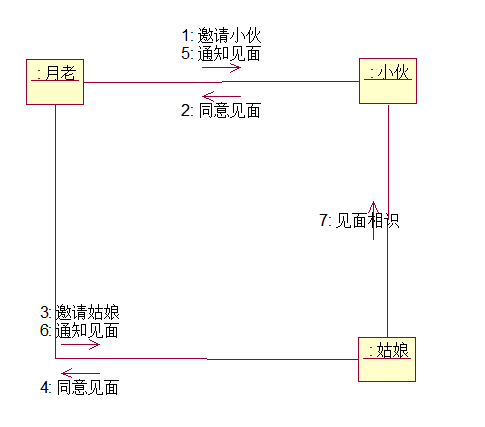 1: 邀请小伙
5: 通知见面
: 月老
: 小伙
2: 同意见面
7: 见面相识
3: 邀请姑娘
6: 通知见面
: 姑娘
4: 同意见面